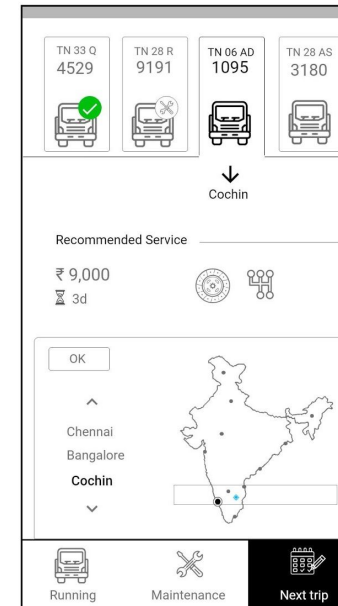 TN 33 Q
4529
TN 28 R
9191
TN 06 AD
1095
TN 28 AS
3180
Cochin
Recommended Service
₹ 9,000
3d
OK
Chennai
Bangalore
Cochin
Running
Maintenance
Next trip